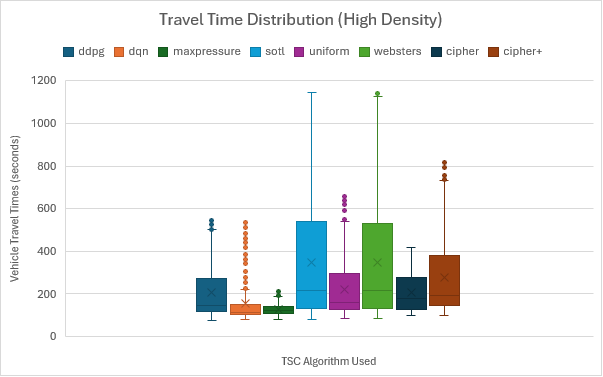 Travel Time Distribution (High Density)
ddpg dqn maxpressure sotl uniform websters cipher cipher+
1200
1000
800
600
400
200
0
Vehicle Travel Times (seconds)
TSC Algorithm Used